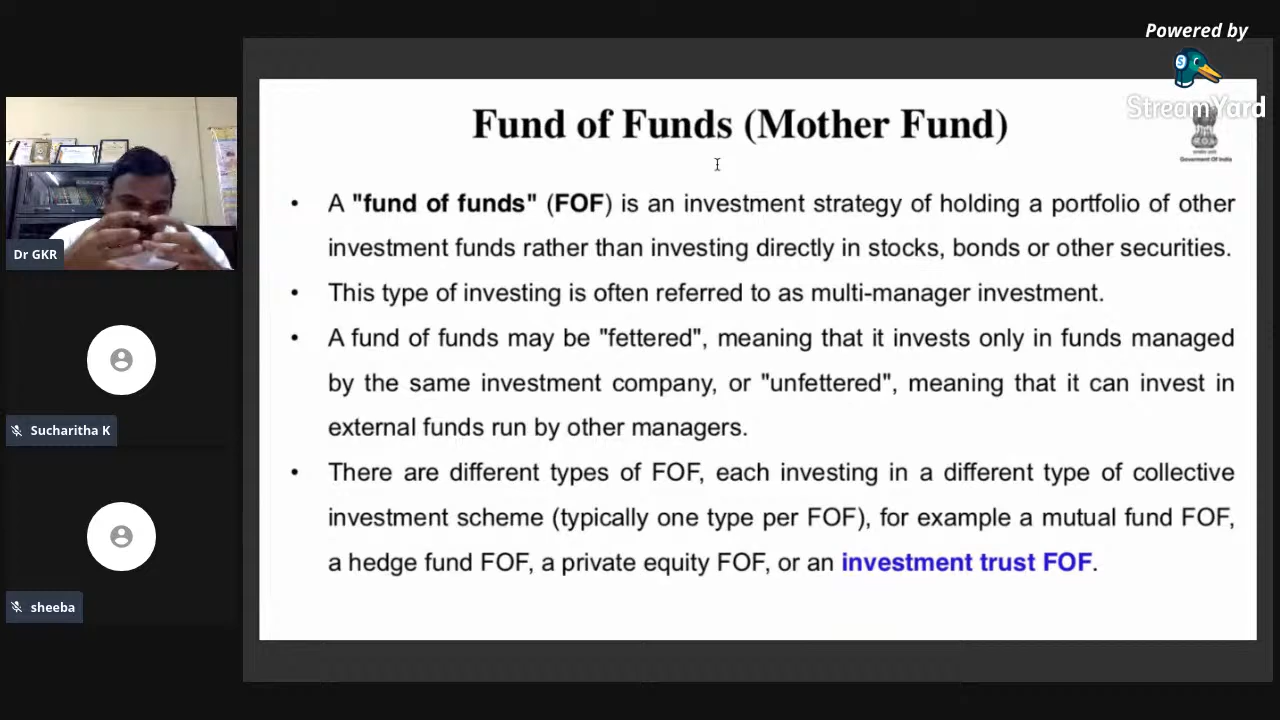 Powered by
StreamYard
Fund of Funds (Mother Fund)
Government Of India
• A "fund of funds" (FOF) is an investment strategy of holding a portfolio of other
investment funds rather than investing directly in stocks, bonds or other securities.
• This type of investing is often referred to as multi-manager investment.
• A fund of funds may be "fettered", meaning that it invests only in funds managed
by the same investment company, or "unfettered", meaning that it can invest in
external funds run by other managers.
• There are different types of FOF, each investing in a different type of collective
investment scheme (typically one type per FOF), for example a mutual fund FOF,
a hedge fund FOF, a private equity FOF, or an investment trust FOF.
Dr GKR
Sucharitha K
sheeba